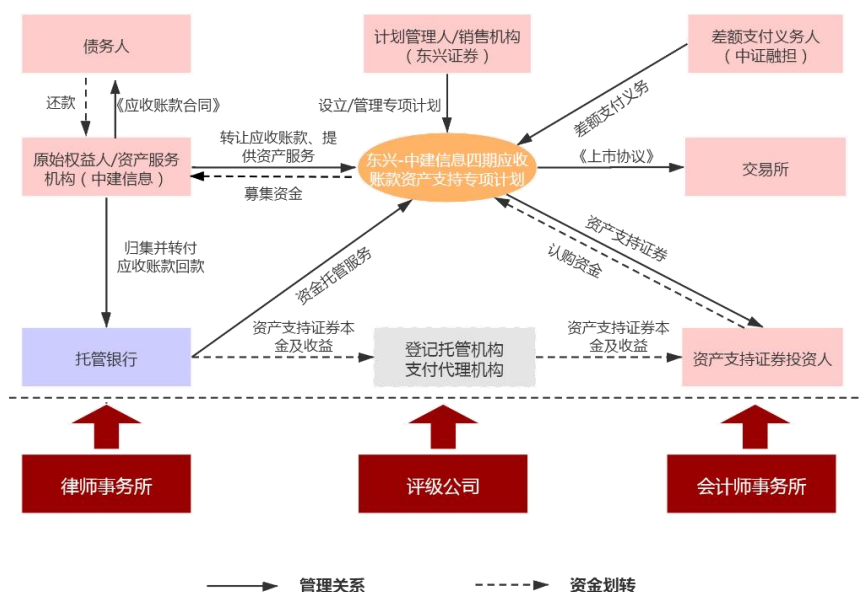 债务人
计划管理人/销售机构
（东兴证券）
差额支付义务人
（中证融担）
还款
《应收账款合同》
设立/管理专项计划
差额支付义务
原始权益人/资产服务
机构（中建信息）
转让应收账款、提
供资产服务
募集资金
东兴-中建信息四期应收
账款资产支持专项计划
《上市协议》
交易所
归集并转付
应收账款回款
资金托管服务
资产支持证券
认购资金
托管银行
资产支持证券本
金及收益
登记托管机构
支付代理机构
资产支持证券本
金及收益
资产支持证券投资人
律师事务所
评级公司
会计师事务所
管理关系
资金划转